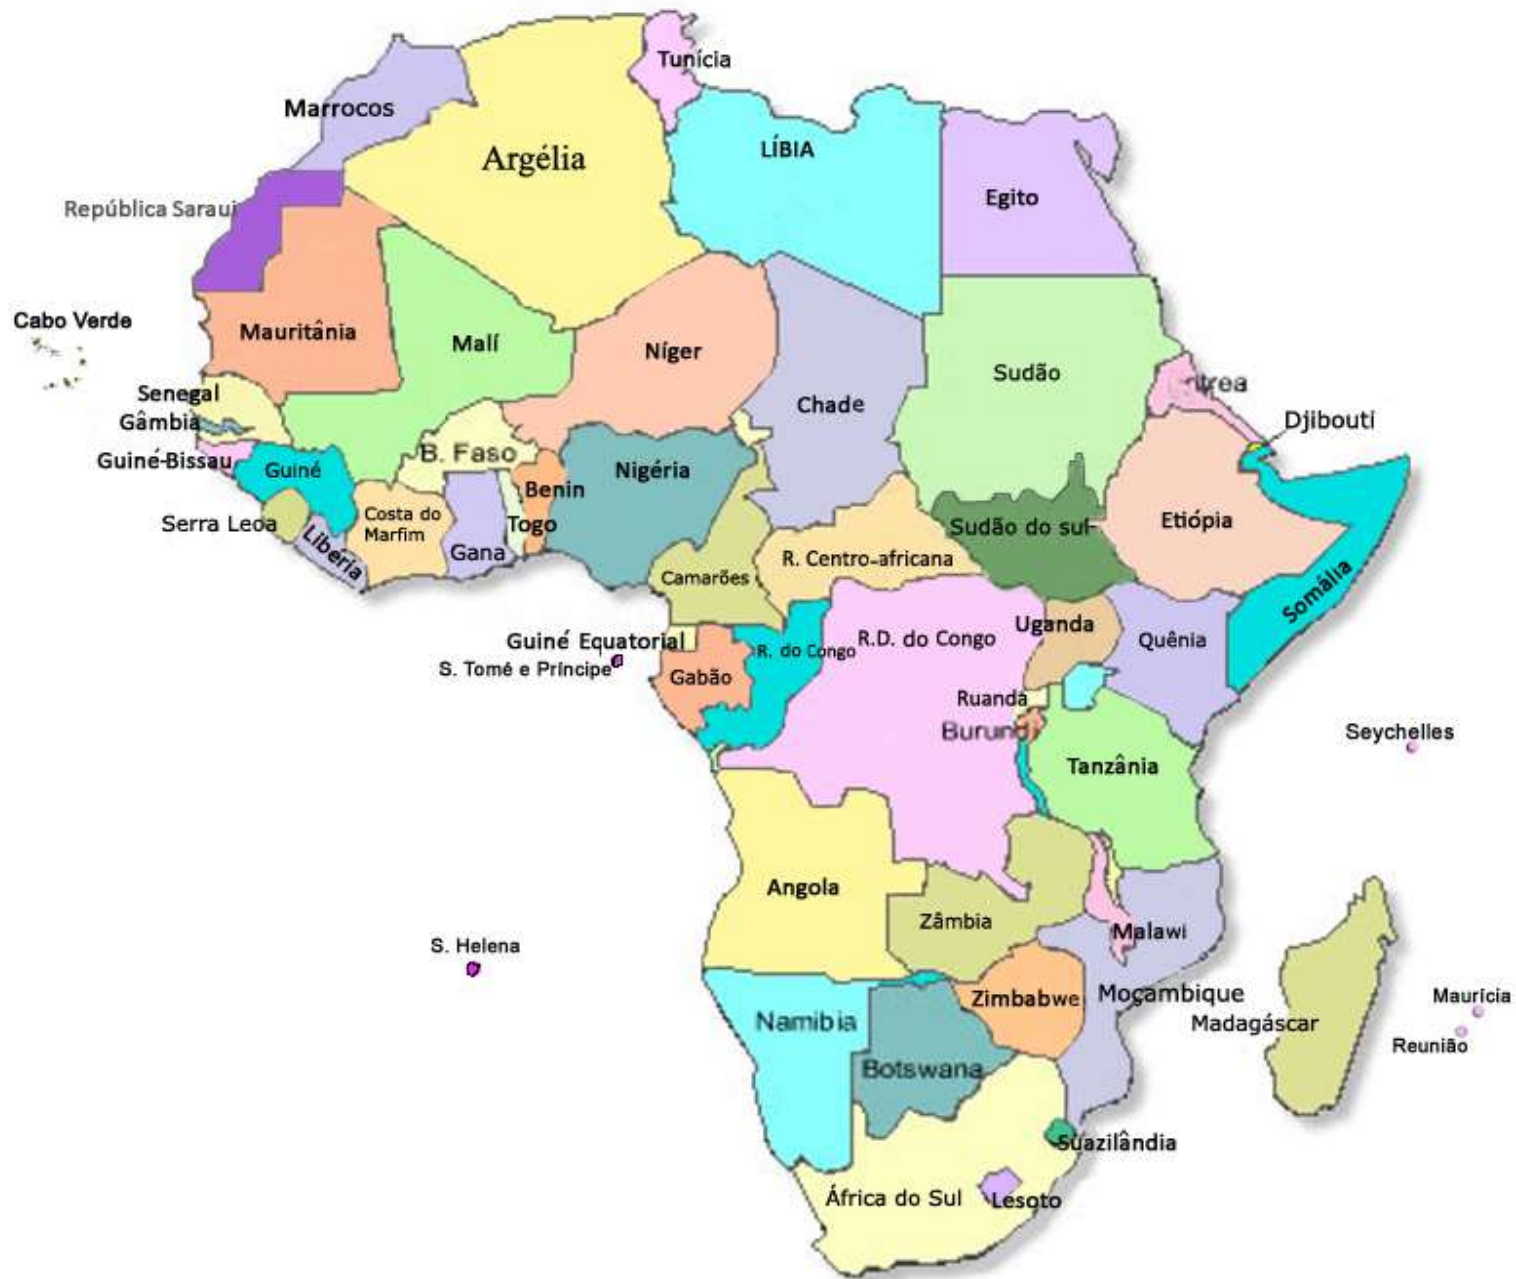 Tunícia
Marrocos
LÍBIA
Argélia
Egito
República Saraui
Cabo Verde
Mauritânia
Malí
Níger
Sudão
Chade
Senegal
Gâmbia
Djibouti
B. Faso
Guiné-Bissau
Guiné
Nigéria
Benin
Serra Leoa
Costa do
Marfim
Togo
Sudão do sul
Etiópia
Libéria
Gana
R. Centro-africana
Camarões
Somália
Guiné Equatorial
R. do Congo
R.D. do Congo
Uganda
Quênia
S. Tomé e Príncipe
Gabão
Ruanda
Seychelles
Tanzânia
Angola
Zâmbia
Malawi
S. Helena
Zimbabwe
Moçambique
Maurícia
Namibia
Madagáscar
Reunião
Botswana
Suazilândia
África do Sul
Lesoto